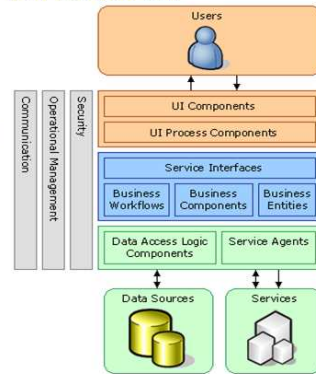 Users
Communication
Operational Management
Security
UI Components
UI Process Components
Service Interfaces
Business
Workflows
Business
Components
Business
Entities
Data Access Logic
Components
Service Agents
Data Sources
Services